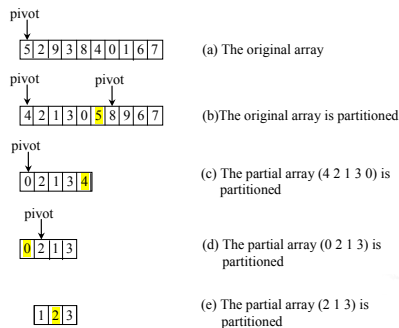 pivot
5 2 9 3 8 4 0 1 6 7
(a) The original array
pivot pivot
4 2 1 3 0 5 8 9 6 7
(b)The original array is partitioned
pivot
0 2 1 3 4
(c) The partial array (4 2 1 3 0) is
partitioned
pivot
0 2 1 3
(d) The partial array (0 2 1 3) is
partitioned
1 2 3
(e) The partial array (2 1 3) is
partitioned